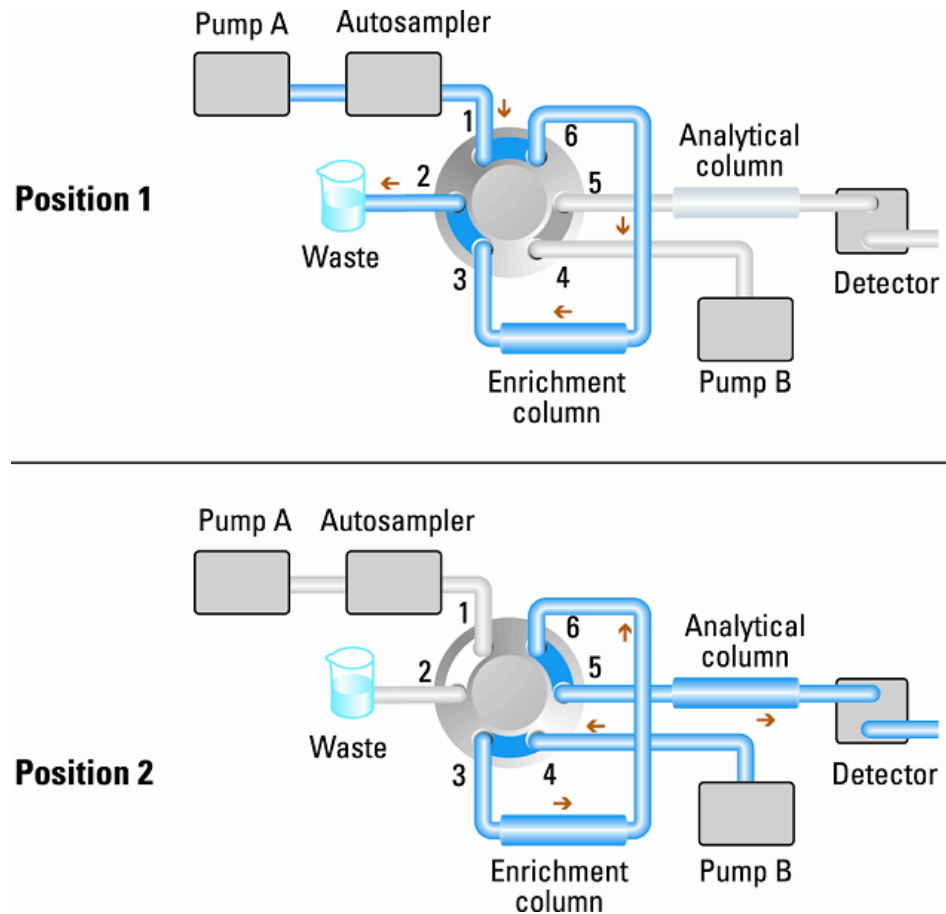 Pump A
Autosampler
1
6
Analytical
column
2
5
Position 1
Waste
3
4
Detector
Enrichment
column
Pump B
Pump A
Autosampler
1
6
Analytical
column
2
5
Waste
3
4
Detector
Position 2
Enrichment
column
Pump B